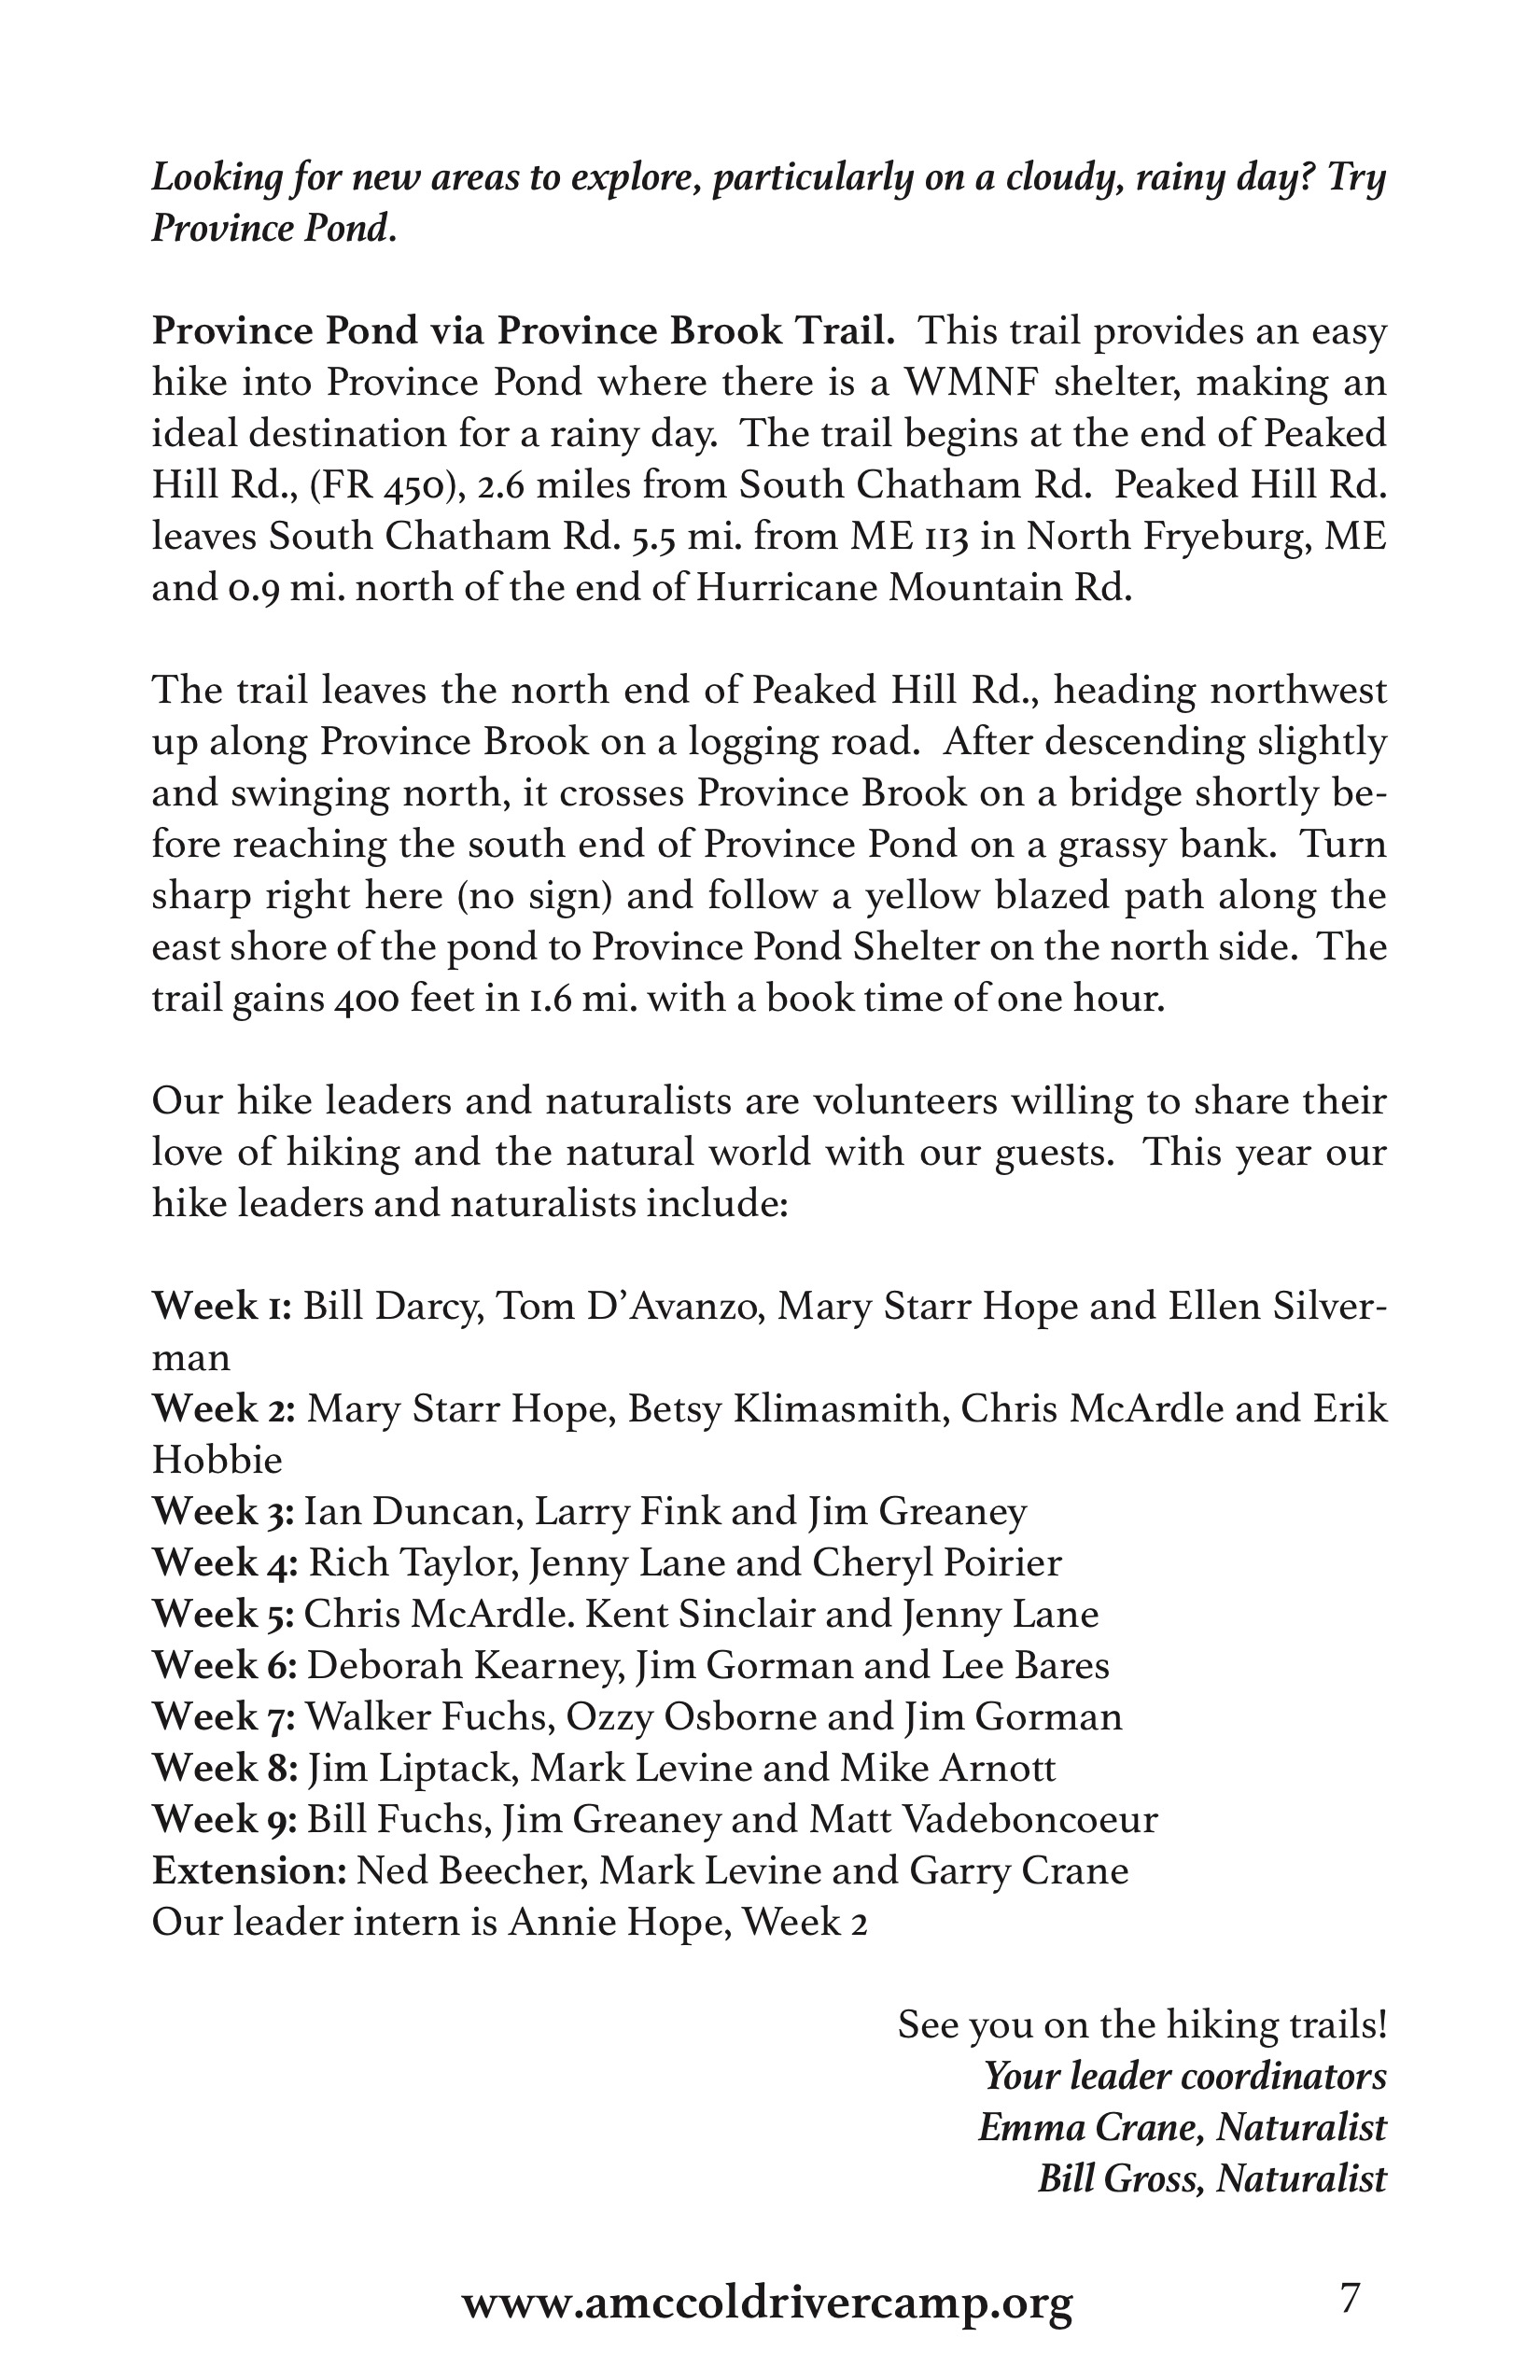 Looking for new areas to explore, particularly on a cloudy, rainy day? Try
Province Pond.
Province Pond via Province Brook Trail. This trail provides an easy
hike into Province Pond where there is a WMNF shelter, making an
ideal destination for a rainy day. The trail begins at the end of Peaked
Hill Rd., (FR 450), 2.6 miles from South Chatham Rd. Peaked Hill Rd.
leaves South Chatham Rd. 5.5 mi. from ME 113 in North Fryeburg, ME
and 0.9 mi. north of the end of Hurricane Mountain Rd.
The trail leaves the north end of Peaked Hill Rd., heading northwest
up along Province Brook on a logging road. After descending slightly
and swinging north, it crosses Province Brook on a bridge shortly be-
fore reaching the south end of Province Pond on a grassy bank. Turn
sharp right here (no sign) and follow a yellow blazed path along the
east shore of the pond to Province Pond Shelter on the north side. The
trail gains 400 feet in 1.6 mi. with a book time of one hour.
Our hike leaders and naturalists are volunteers willing to share their
love of hiking and the natural world with our guests. This year our
hike leaders and naturalists include:
Week 1: Bill Darcy, Tom D’Avanzo, Mary Starr Hope and Ellen Silver-
man
Week 2: Mary Starr Hope, Betsy Klimasmith, Chris McArdle and Erik
Hobbie
Week 3: Ian Duncan, Larry Fink and Jim Greaney
Week 4: Rich Taylor, Jenny Lane and Cheryl Poirier
Week 5: Chris McArdle. Kent Sinclair and Jenny Lane
Week 6: Deborah Kearney, Jim Gorman and Lee Bares
Week 7: Walker Fuchs, Ozzy Osborne and Jim Gorman
Week 8: Jim Liptack, Mark Levine and Mike Arnott
Week 9: Bill Fuchs, Jim Greaney and Matt Vadeboncoeur
Extension: Ned Beecher, Mark Levine and Garry Crane
Our leader intern is Annie Hope, Week 2
See you on the hiking trails!
Your leader coordinators
Emma Crane, Naturalist
Bill Gross, Naturalist
www.amccoldrivercamp.org 7